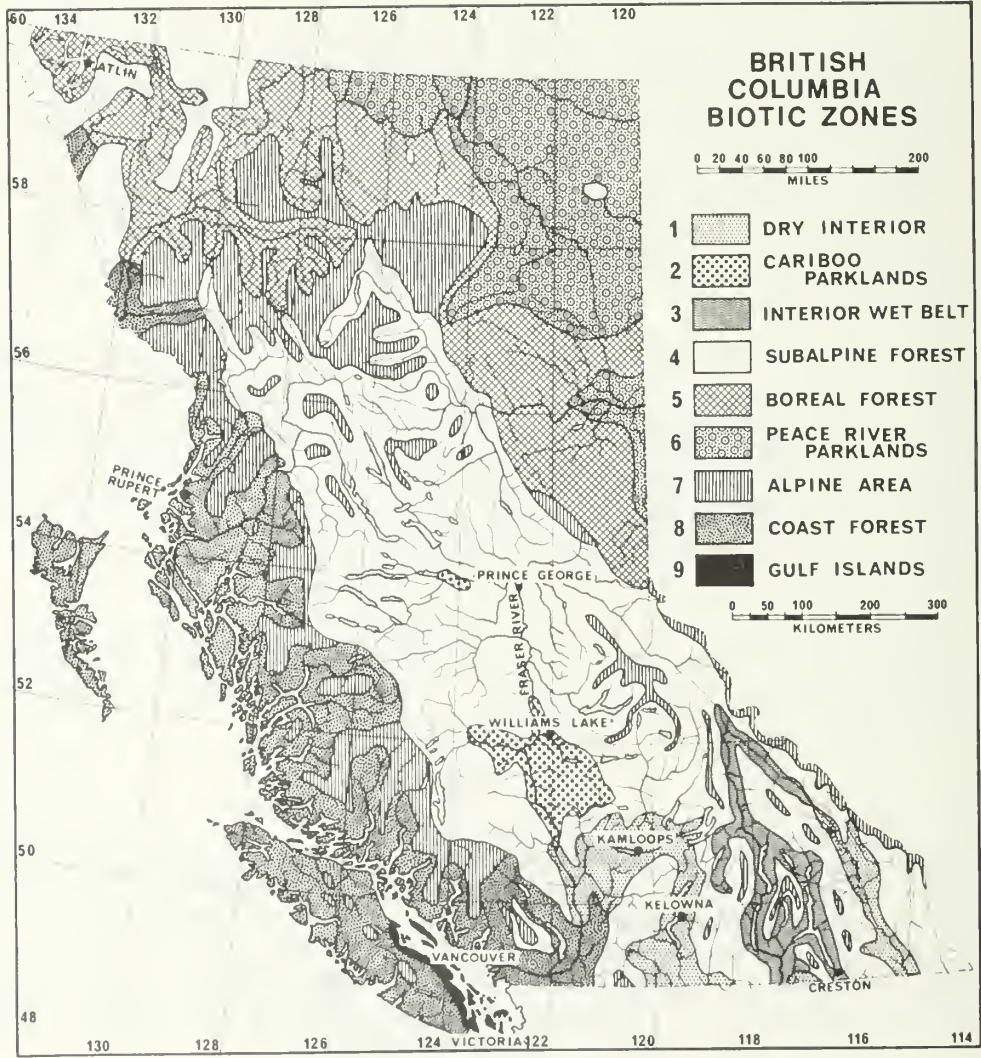 60 134 132 130 128 126 124 122 120
BRITISH
COLUMBIA
BIOTIC ZONES
0 20 40 60 80 100 200
MILES
1 DRY INTERIOR
2 CARIBOO
PARKLANDS
3 INTERIOR WET BELT
4 SUBALPINE FOREST
5 BOREAL FOREST
6 PEACE RIVER
PARKLANDS
7 ALPINE AREA
8 COAST FOREST
9 GULF ISLANDS
0 50 100 200 300
KILOMETERS
ATLIN
58
56
PRINCE
RUPERT
54
PRINCE GEORGE
FRASER RIVER
52
WILLIAMS LAKE
50
KAMLOOPS
KELOWNA
VANCOUVER
CRESTON
48
VICTORIA
130 128 126 124 122 120 118 116 114